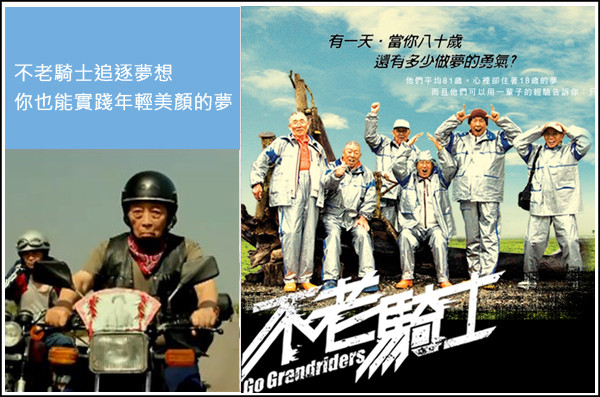 不老騎士追逐夢想
你也能實踐年輕美顏的夢
有一天，當你八十歲
還有多少做夢的勇氣?
他們平均81歲，心裡卻住著18歲的夢
而且他們可以用一輩子的經驗告訴你：
不老騎士
Go Grandriders